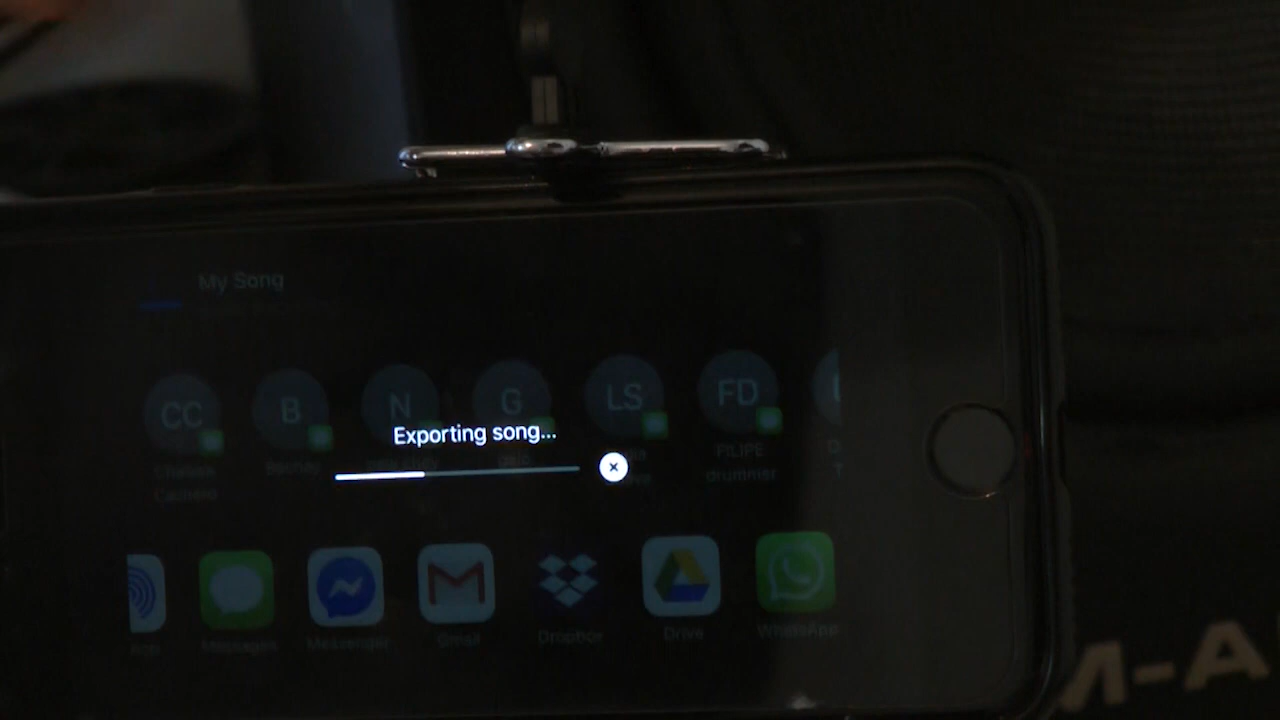 My Song
CC
B
N
G
LS
FD
Exporting song...
FILIPE
drummer
Messages
Messenger
Gmail
Dropbox
Drive
WhatsApp
M-A